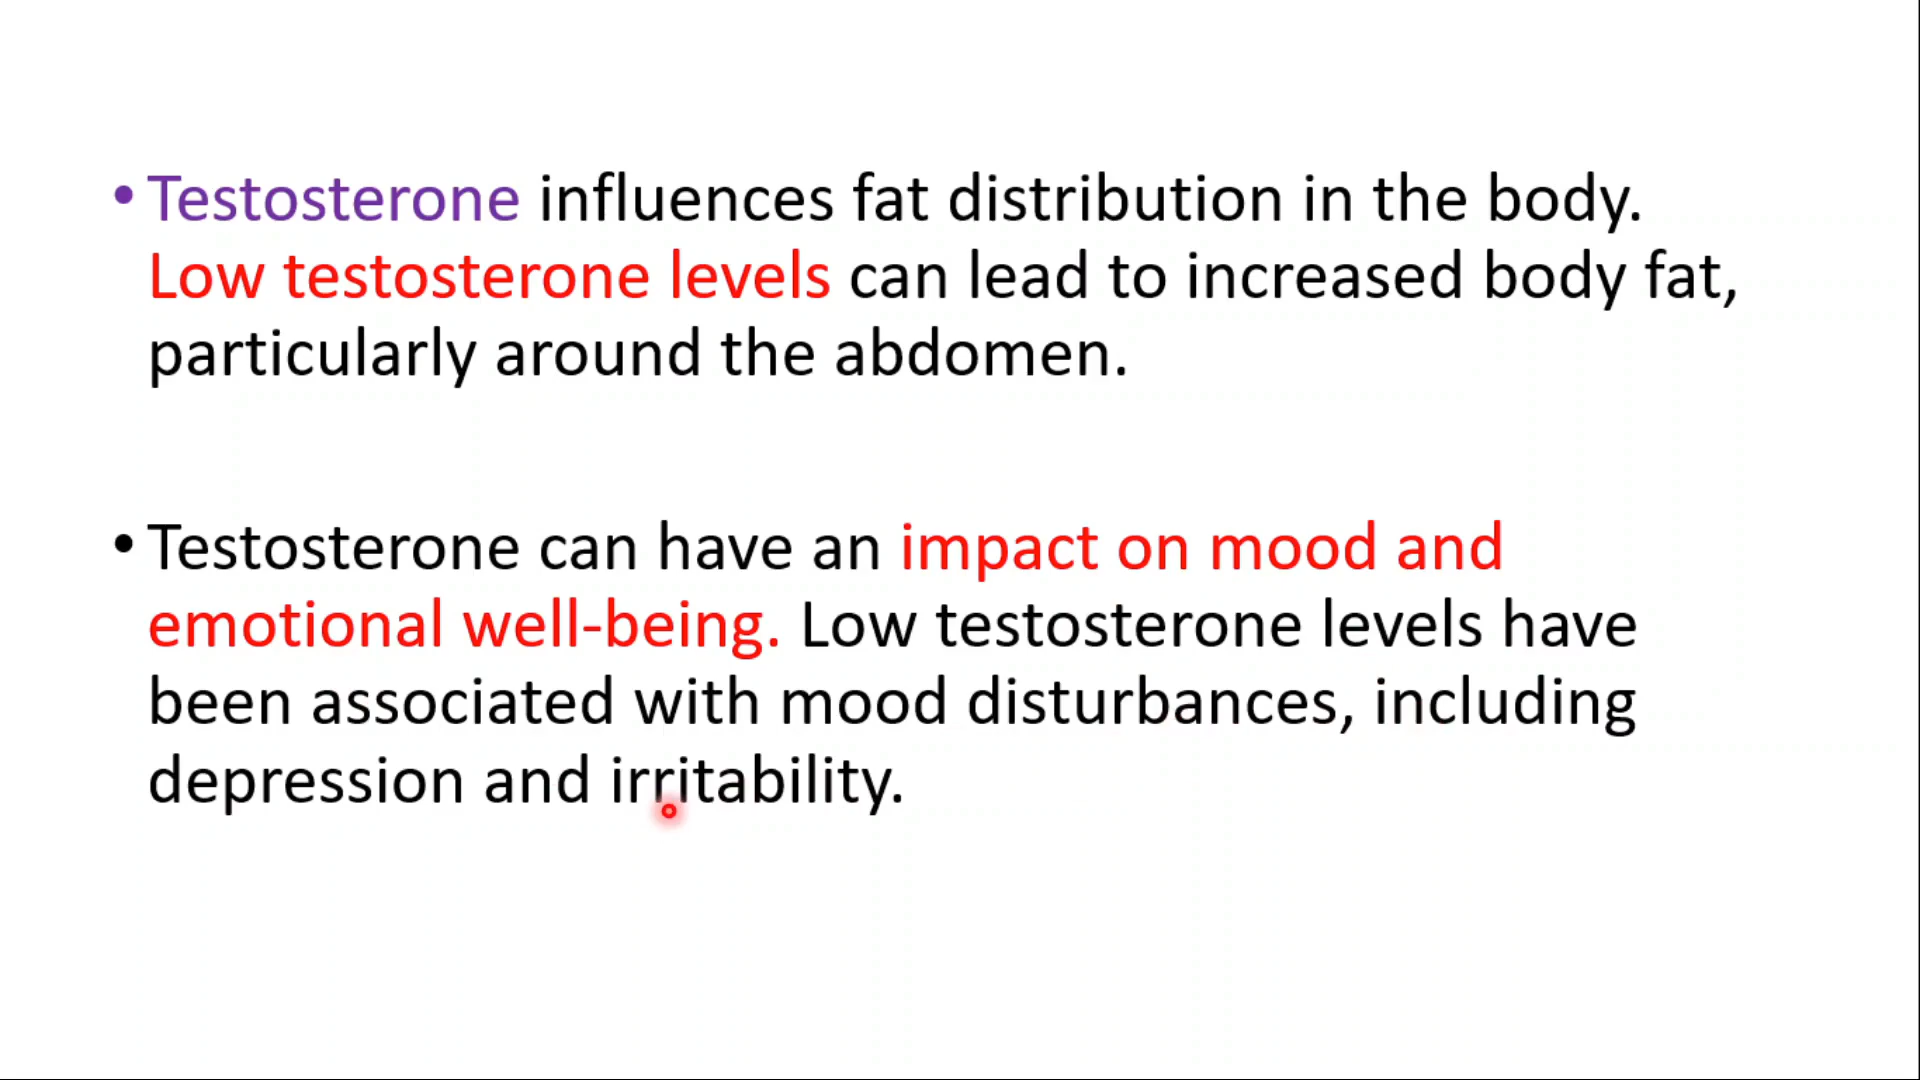 • Testosterone influences fat distribution in the body.
Low testosterone levels can lead to increased body fat,
particularly around the abdomen.
• Testosterone can have an impact on mood and
emotional well-being. Low testosterone levels have
been associated with mood disturbances, including
depression and irritability.